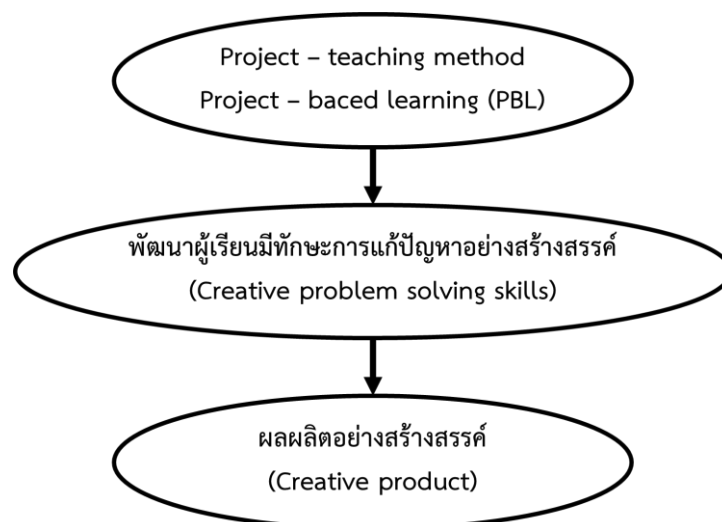 Project – teaching method
Project – baced learning (PBL)
พัฒนาผู้เรียนมีทักษะการแก้ปัญหาอย่างสร้างสรรค์
(Creative problem solving skills)
ผลผลิตอย่างสร้างสรรค์
(Creative product)